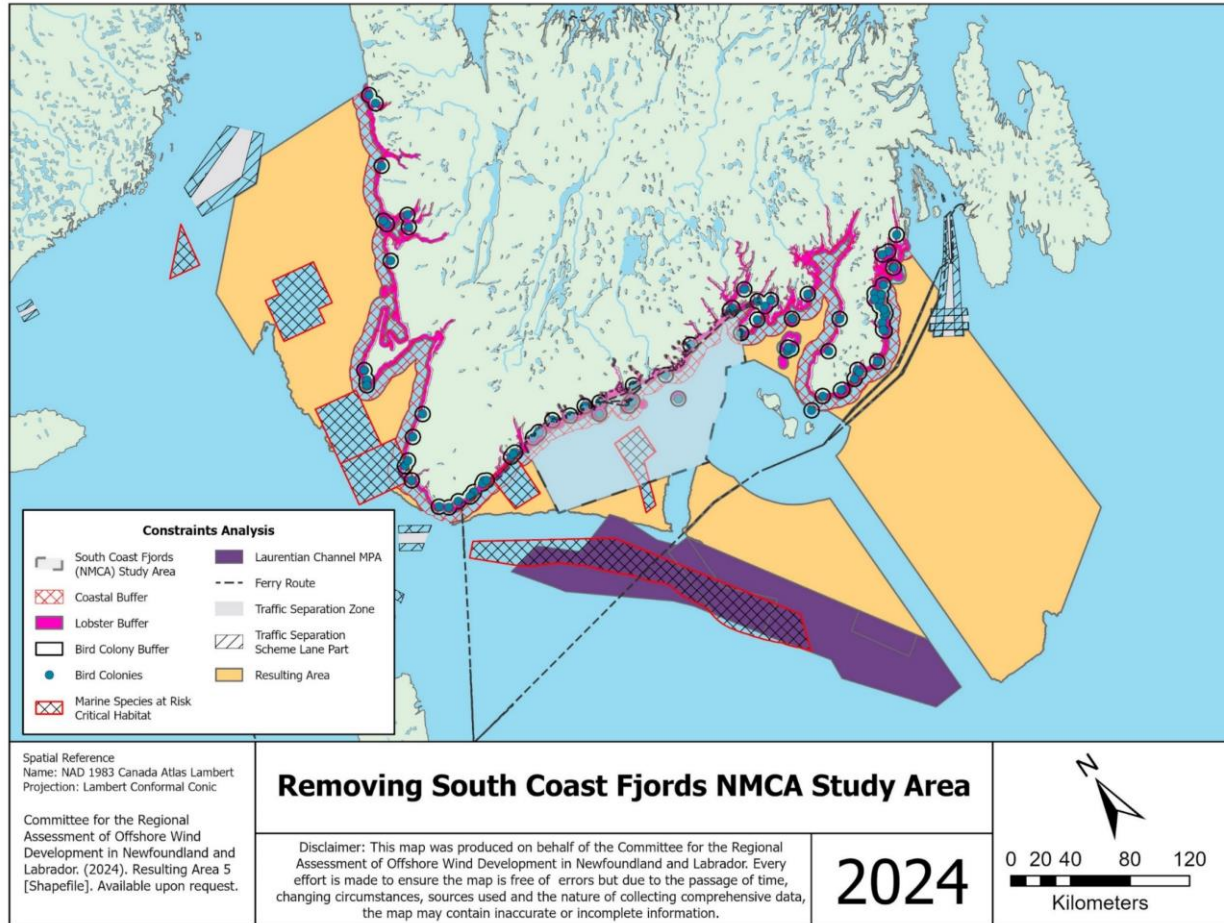 Constraints Analysis
South Coast Fjords
(NMCA) Study Area
Coastal Buffer
Lobster Buffer
Bird Colony Buffer
Bird Colonies
Marine Species at Risk
Critical Habitat
Laurentian Channel MPA
Ferry Route
Traffic Separation Zone
Traffic Separation
Scheme Lane Part
Resulting Area
Spatial Reference
Name: NAD 1983 Canada Atlas Lambert
Projection: Lambert Conformal Conic
Committee for the Regional
Assessment of Offshore Wind
Development in Newfoundland and
Labrador. (2024). Resulting Area 5
[Shapefile]. Available upon request.
Removing South Coast Fjords NMCA Study Area
Disclaimer: This map was produced on behalf of the Committee for the Regional
Assessment of Offshore Wind Development in Newfoundland and Labrador. Every
effort is made to ensure the map is free of errors but due to the passage of time,
changing circumstances, sources used and the nature of collecting comprehensive data,
the map may contain inaccurate or incomplete information.
2024
N
0 20 40 80 120
Kilometers